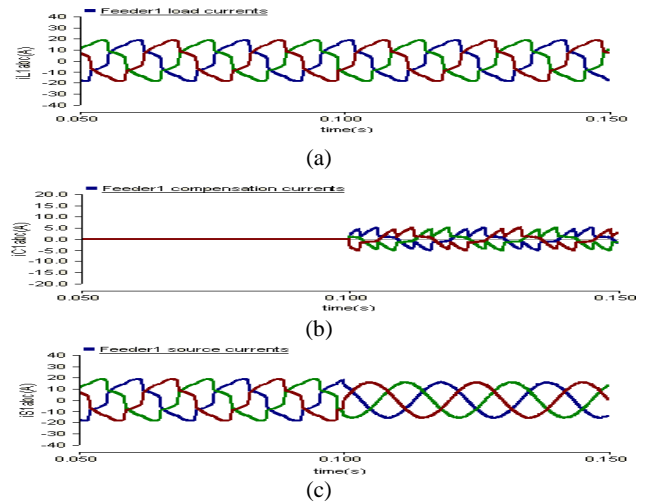 Feeder1 load currents
iL1abc(A)
40
30
20
10
0
-10
-20
-30
-40
0.050 0.100 0.150
time(s)
(a)
Feeder1 compensation currents
iC1abc(A)
20.0
15.0
10.0
5.0
0.0
-5.0
-10.0
-15.0
-20.0
0.050 0.100 0.150
time(s)
(b)
Feeder1 source currents
iS1abc(A)
40
30
20
10
0
-10
-20
-30
-40
0.050 0.100 0.150
time(s)
(c)